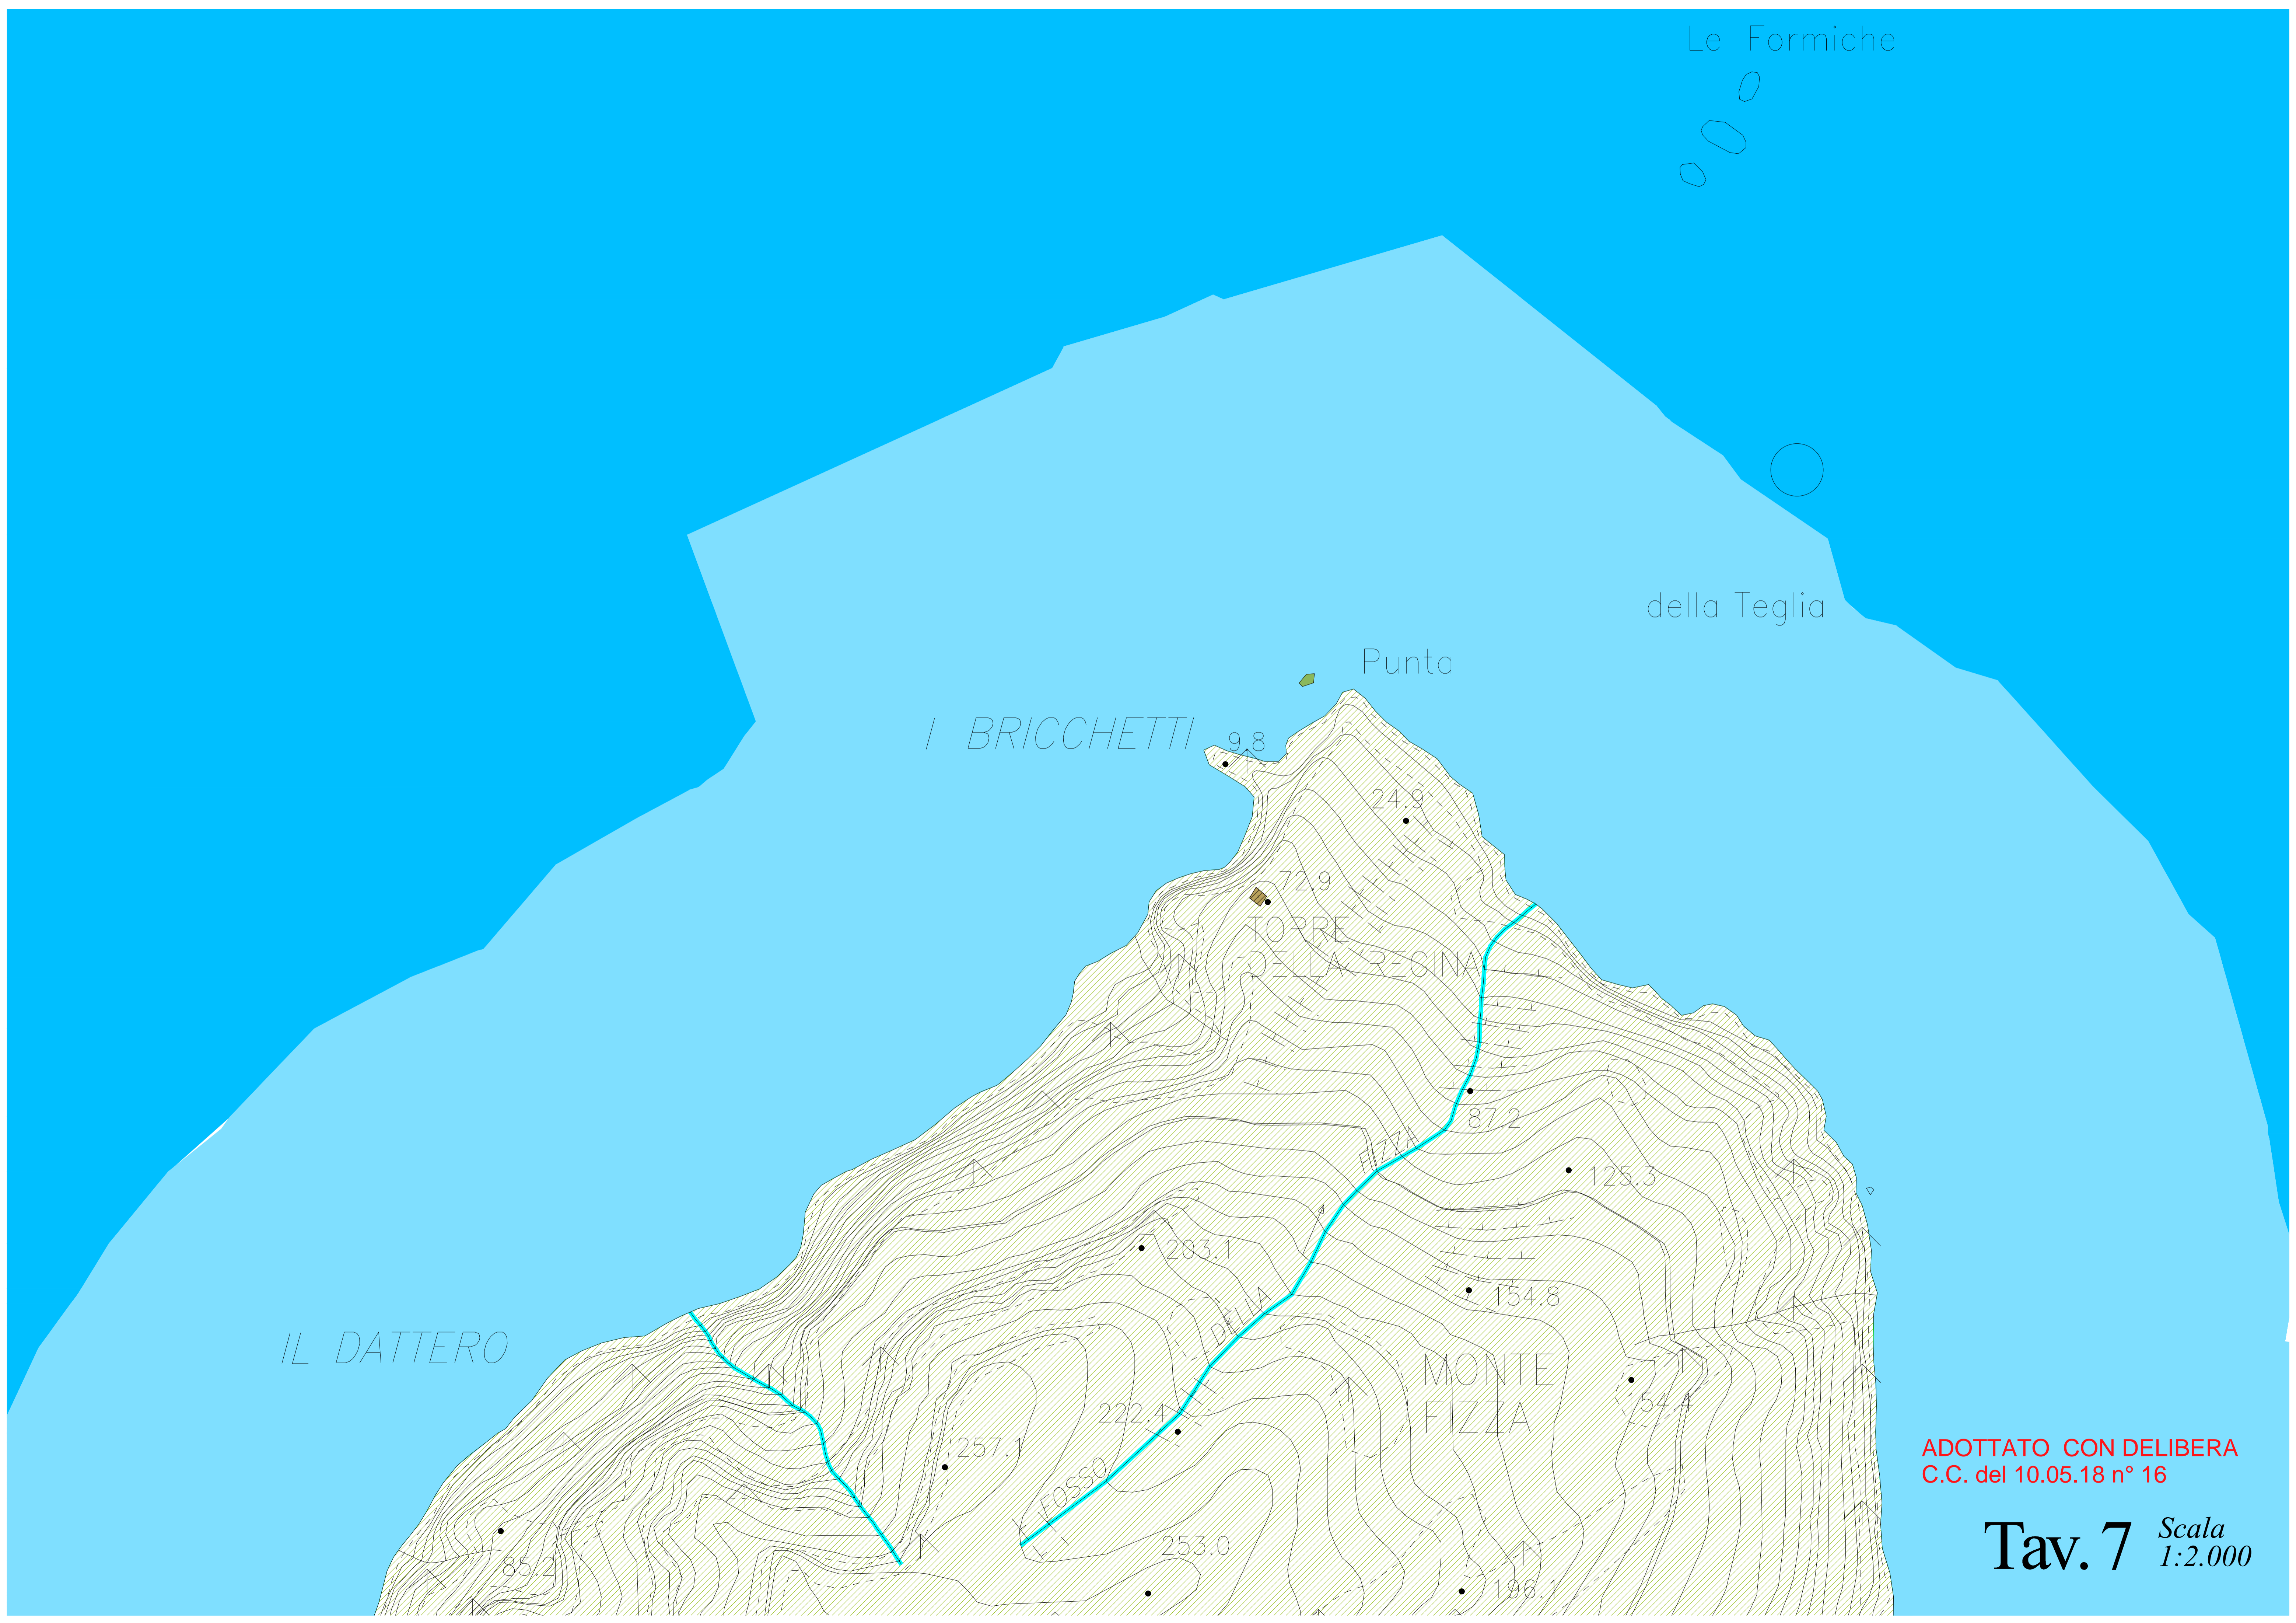 Le Formiche
della Teglia
Punta
I BRICCHETTI
9.8
24.9
72.9
TORRE
DELLA REGINA
87.2
FIZZA
125.3
203.1
DELLA
154.8
IL DATTERO
MONTE
FIZZA
154.4
222.4
257.1
FOSSO
253.0
85.2
196.1
ADOTTATO CON DELIBERA
C.C. del 10.05.18 n° 16
Tav. 7
Scala
1:2.000